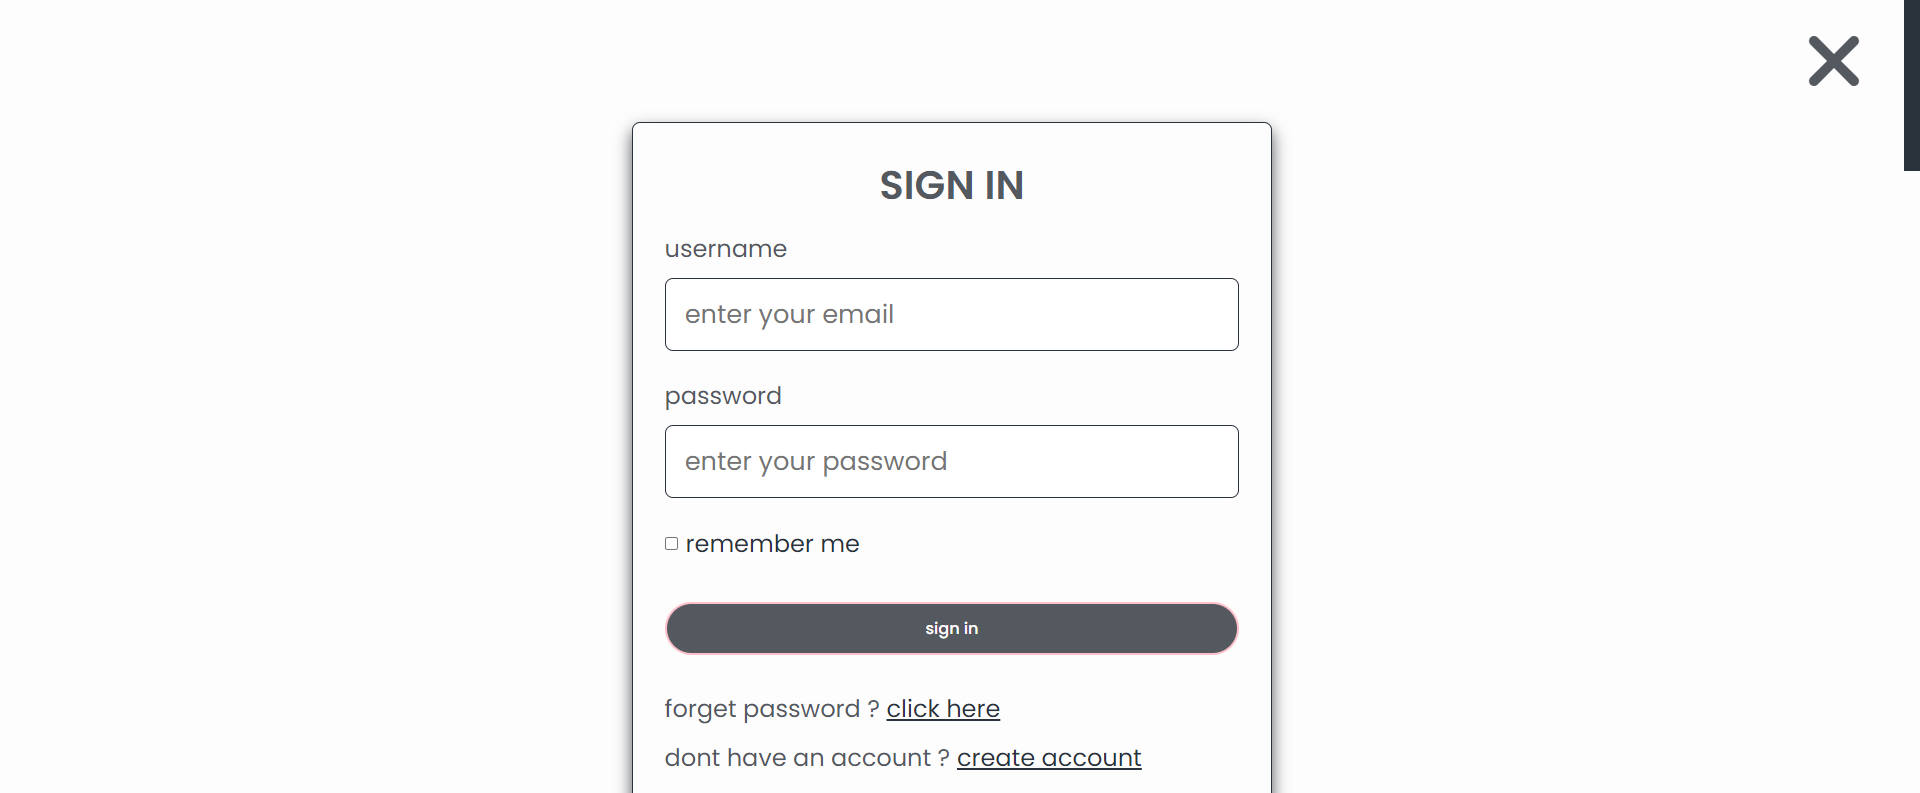 SIGN IN
username
enter your email
password
enter your password
remember me
sign in
forget password ? click here
dont have an account ? create account